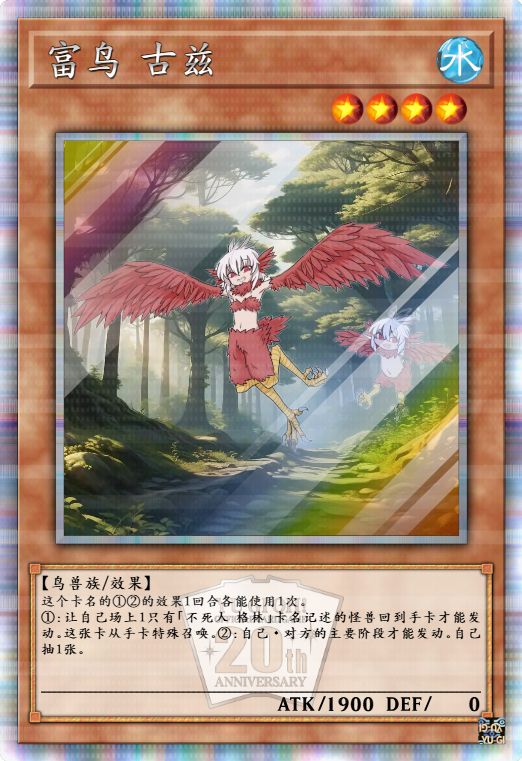 富鸟 古兹
水
【鸟兽族/效果】
这个卡名的①②的效果1回合各能使用1次。
①:让自己场上1只有「不死人 格林」卡名记述的怪兽回到手卡才能发
动。这张卡从手卡特殊召唤。②:自己·对方的主要阶段才能发动。自己
抽1张。
20th
ANNIVERSARY
ATK/1900 DEF/ 0